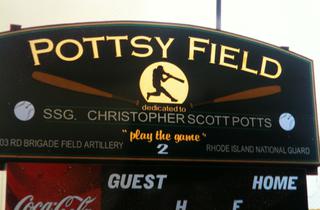 POTTSY FIELD
dedicated to
SSG. CHRISTOPHER SCOTT POTTS
"play the game"
03 RD BRIGADE FIELD ARTILLERY 2 RHODE ISLAND NATIONAL GUARD
GUEST HOME
Coca-Cola H E